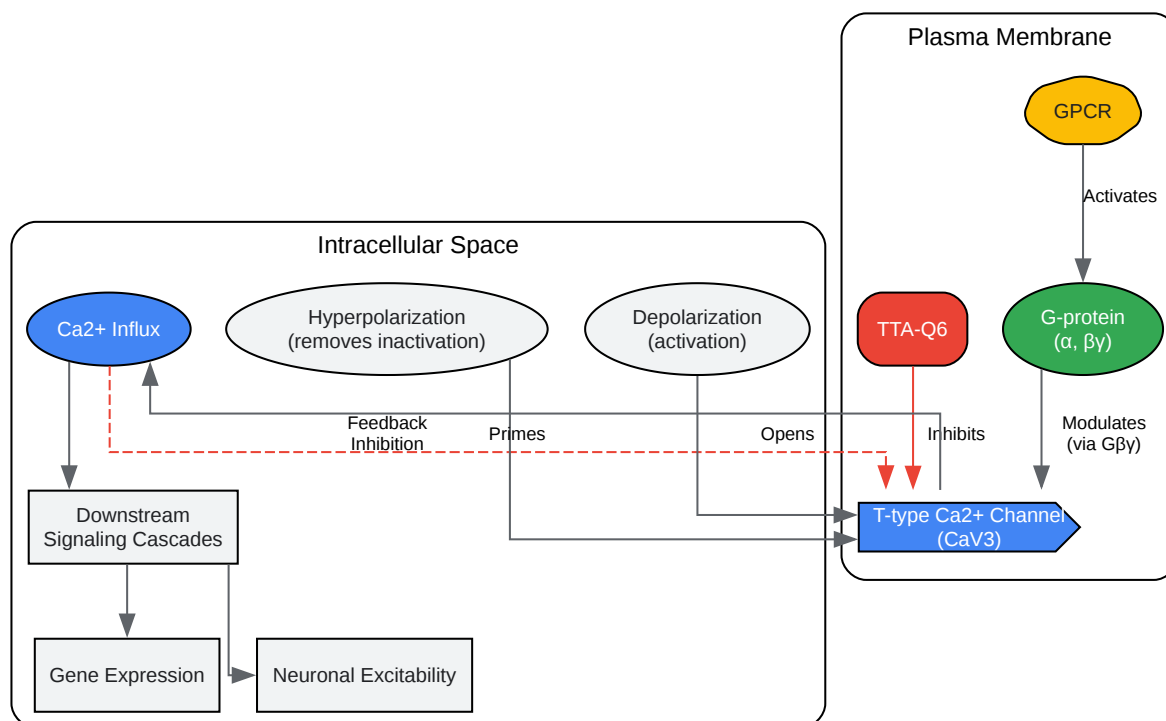 Plasma Membrane
GPCR
Activates
Intracellular Space
Ca2+ Influx
Hyperpolarization
(removes inactivation)
Depolarization
(activation)
TTA-Q6
G-protein
(α, βγ)
Feedback
Inhibition
Primes
Opens
Inhibits
Modulates
(via Gβγ)
Downstream
Signaling Cascades
T-type Ca2+ Channel
(CaV3)
Gene Expression
Neuronal Excitability